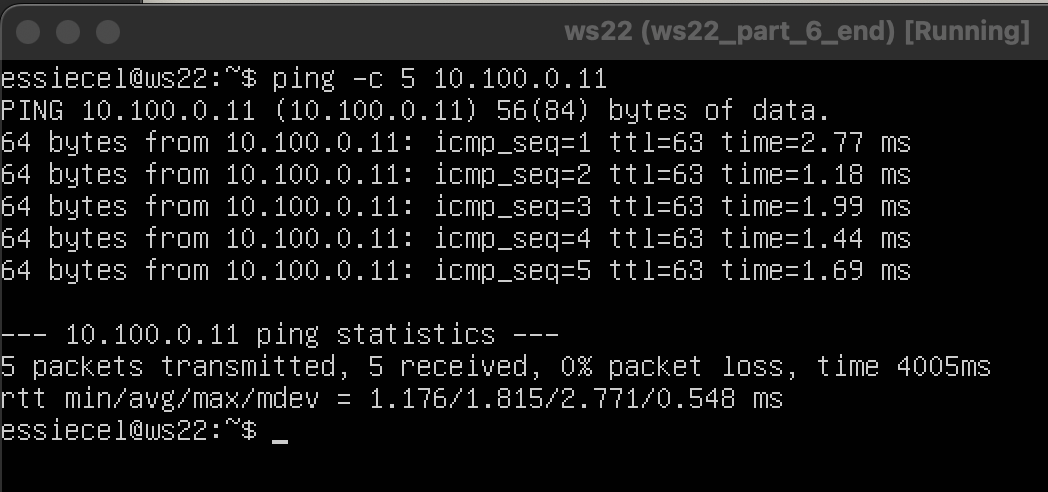 ws22 (ws22_part_6_end) [Running]
essiecel@ws22:~$ ping -c 5 10.100.0.11
PING 10.100.0.11 (10.100.0.11) 56(84) bytes of data.
64 bytes from 10.100.0.11: icmp_seq=1 ttl=63 time=2.77 ms
64 bytes from 10.100.0.11: icmp_seq=2 ttl=63 time=1.18 ms
64 bytes from 10.100.0.11: icmp_seq=3 ttl=63 time=1.99 ms
64 bytes from 10.100.0.11: icmp_seq=4 ttl=63 time=1.44 ms
64 bytes from 10.100.0.11: icmp_seq=5 ttl=63 time=1.69 ms
--- 10.100.0.11 ping statistics ---
5 packets transmitted, 5 received, 0% packet loss, time 4005ms
rtt min/avg/max/mdev = 1.176/1.815/2.771/0.548 ms
essiecel@ws22:~$ _